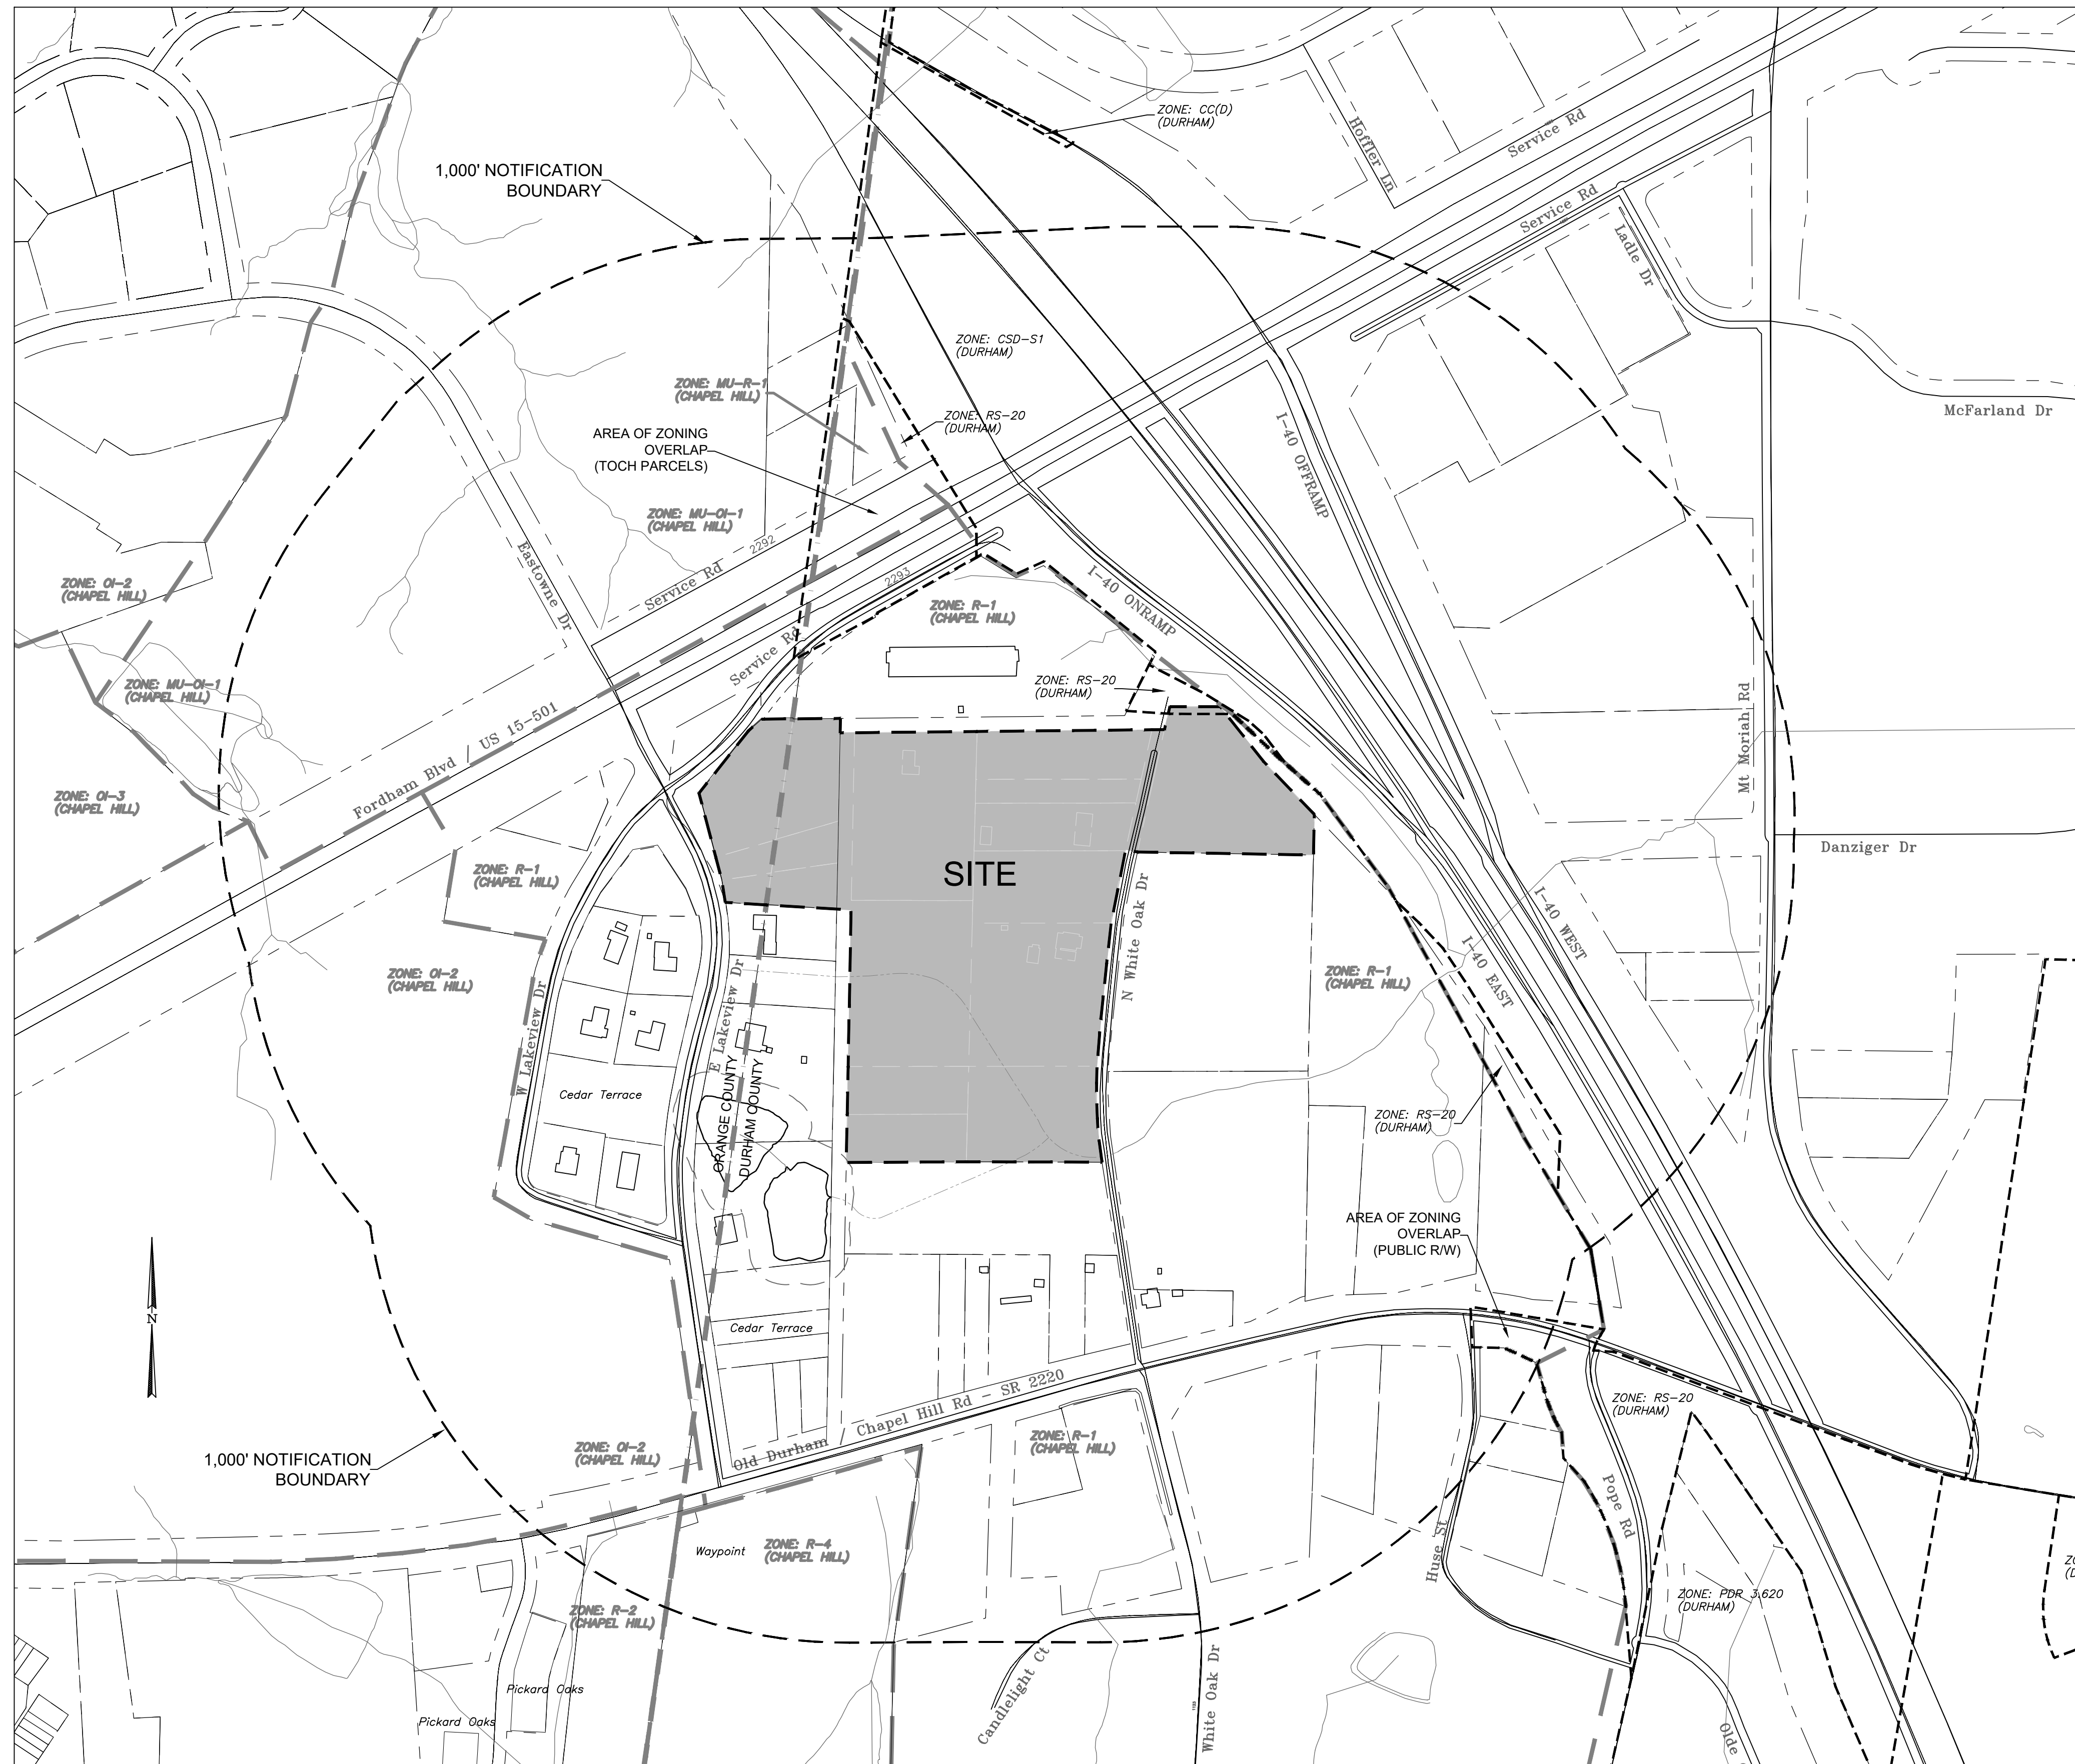 ZONE: CC(D)
(DURHAM)
Hoffler Ln
Service Rd
1,000' NOTIFICATION
BOUNDARY
Service Rd
Ladle Dr
ZONE: CSD-S1
(DURHAM)
ZONE: MU-R-1
(CHAPEL HILL)
ZONE: RS-20
(DURHAM)
McFarland Dr
AREA OF ZONING
OVERLAP
(TOCH PARCELS)
I-40 OFFRAMP
ZONE: MU-OI-1
(CHAPEL HILL)
2292
Eastowne Dr
Service Rd
2293
ZONE: OI-2
(CHAPEL HILL)
I-40 ONRAMP
ZONE: R-1
(CHAPEL HILL)
Service Rd
ZONE: RS-20
(DURHAM)
ZONE: MU-OI-1
(CHAPEL HILL)
Mt Moriah Rd
Fordham Blvd / US 15-501
ZONE: OI-3
(CHAPEL HILL)
Danziger Dr
SITE
ZONE: R-1
(CHAPEL HILL)
N White Oak Dr
I-40 WEST
I-40 EAST
ZONE: OI-2
(CHAPEL HILL)
ZONE: R-1
(CHAPEL HILL)
W Lakeview Dr
E Lakeview Dr
Cedar Terrace
ORANGE COUNTY
DURHAM COUNTY
ZONE: RS-20
(DURHAM)
AREA OF ZONING
OVERLAP
(PUBLIC R/W)
N
Cedar Terrace
Old Durham / Chapel Hill Rd - SR 2220
ZONE: RS-20
(DURHAM)
1,000' NOTIFICATION
BOUNDARY
ZONE: OI-2
(CHAPEL HILL)
ZONE: R-1
(CHAPEL HILL)
Pope Rd
Huse St
Waypoint
ZONE: R-4
(CHAPEL HILL)
ZONE: PDR 3.620
(DURHAM)
ZONE: R-2
(CHAPEL HILL)
Candlelight Ct
White Oak Dr
Pickard Oaks
Pickard Oaks
Olde